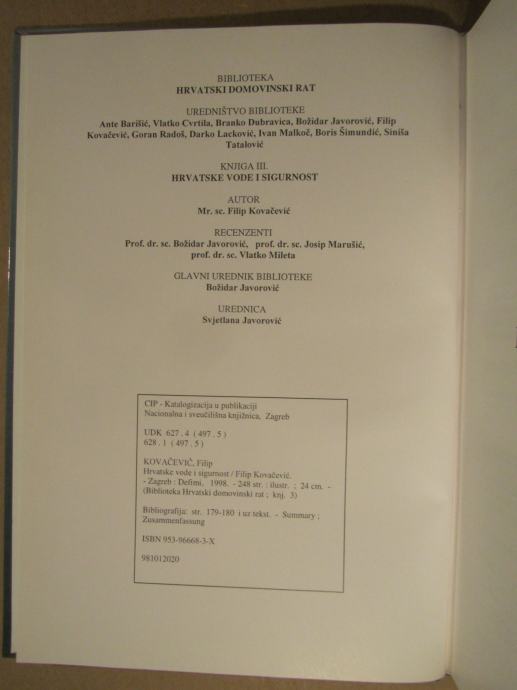 BIBLIOTEKA
HRVATSKI DOMOVINSKI RAT
UREDNIŠTVO BIBLIOTEKE
Ante Barišić, Vlatko Cvrtila, Branko Dubravica, Božidar Javorović, Filip
Kovačević, Goran Radoš, Darko Lacković, Ivan Malkoč, Boris Šimundić, Siniša
Tatalović
KNJIGA III.
HRVATSKE VODE I SIGURNOST
AUTOR
Mr. sc. Filip Kovačević
RECENZENTI
Prof. dr. sc. Božidar Javorović, prof. dr. sc. Josip Marušić,
prof. dr. sc. Vlatko Mileta
GLAVNI UREDNIK BIBLIOTEKE
Božidar Javorović
UREDNICA
Svjetlana Javorović
CIP - Katalogizacija u publikaciji
Nacionalna i sveučilišna knjižnica, Zagreb
UDK 627 . 4 ( 497 . 5 )
628 . 1 ( 497 . 5 )
KOVAČEVIĆ, Filip
Hrvatske vode i sigurnost / Filip Kovačević.
- Zagreb : Defimi, 1998. - 248 str. : ilustr. ; 24 cm. -
(Biblioteka Hrvatski domovinski rat ; knj. 3)
Bibliografija: str. 179-180 i uz tekst. - Summary ;
Zusammenfassung
ISBN 953-96668-3-X
981012020